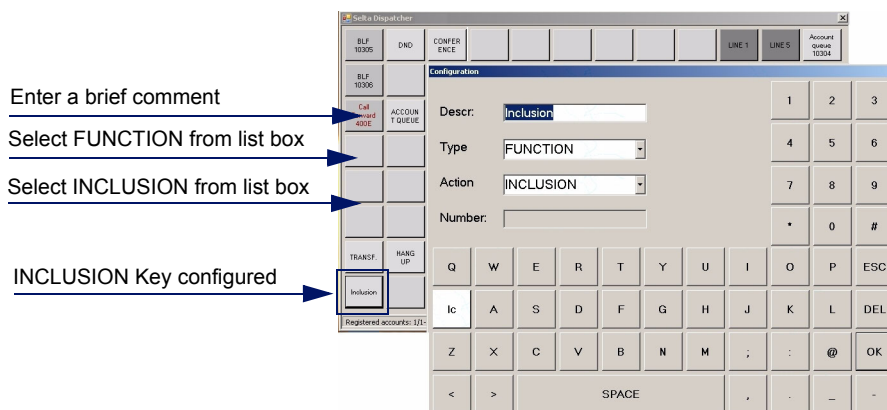 Selta Dispatcher
BLF 10305
DND
CONFER ENCE
LINE 1
LINE 5
Account queue 10304
BLF 10306
Configuration
Enter a brief comment
Call ward 400E
ACCOUN T QUEUE
Descr:
Inclusion
1
2
3
Select FUNCTION from list box
Type
FUNCTION
4
5
6
Select INCLUSION from list box
Action
INCLUSION
7
8
9
Number:
*
0
#
TRANSF.
HANG UP
INCLUSION Key configured
Inclusion
Registered accounts: 1/1-
Q W E R T Y U I O P ESC
lc A S D F G H J K L DEL
Z X C V B N M ; : @ OK
< > SPACE , . _ -